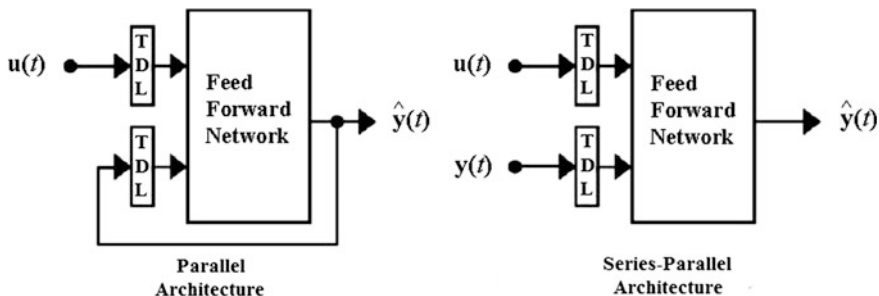 u(t)
T
D
L
T
D
L
Feed
Forward
Network
ŷ(t)
Parallel
Architecture
u(t)
y(t)
T
D
L
T
D
L
Feed
Forward
Network
ŷ(t)
Series-Parallel
Architecture